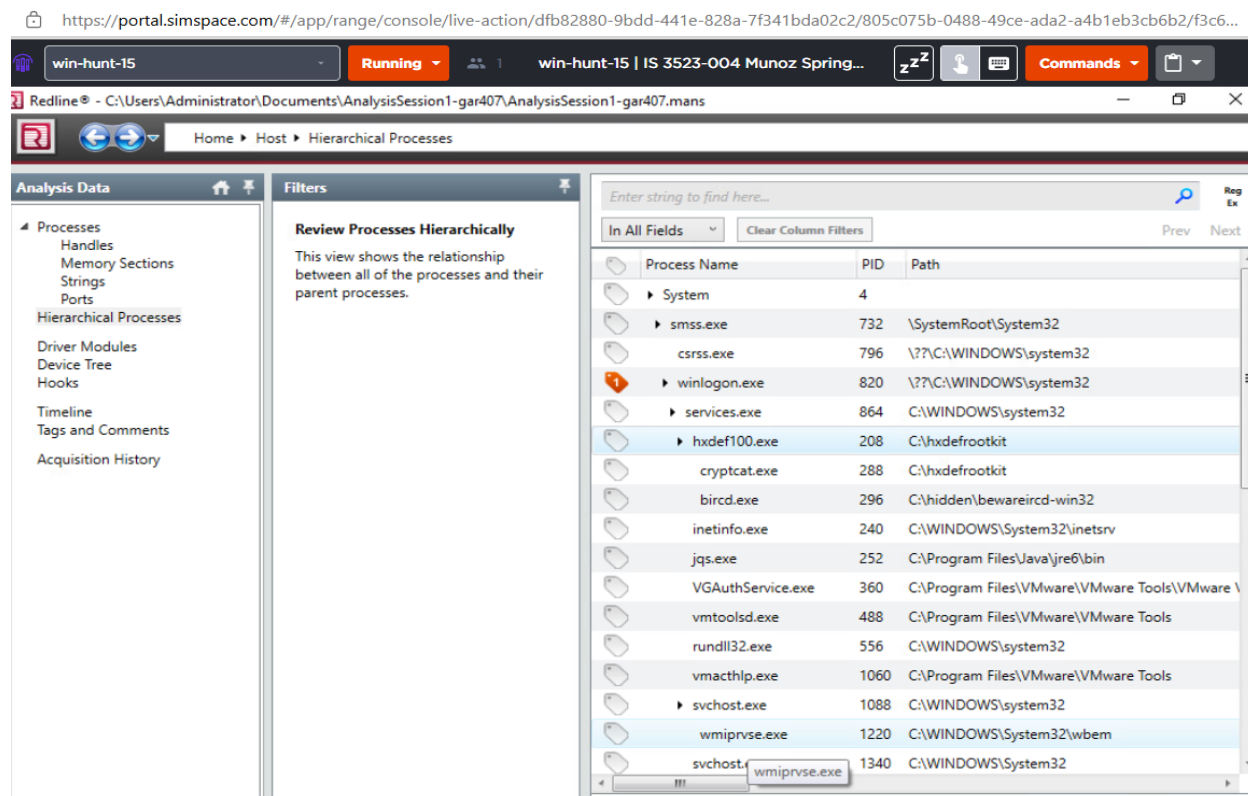 https://portal.simspace.com/#/app/range/console/live-action/dfb82880-9bdd-441e-828a-7f341bda02c2/805c075b-0488-49ce-ada2-a4b1eb3cb6b2/f3c6...
win-hunt-15 Running 1 win-hunt-15 | IS 3523-004 Munoz Spring... zzZ Commands
Redline® - C:\Users\Administrator\Documents\AnalysisSession1-gar407\AnalysisSession1-gar407.mans
Home Host Hierarchical Processes
Analysis Data
Processes
Handles
Memory Sections
Strings
Ports
Hierarchical Processes
Driver Modules
Device Tree
Hooks
Timeline
Tags and Comments
Acquisition History
Filters
Review Processes Hierarchically
This view shows the relationship
between all of the processes and their
parent processes.
Enter string to find here...
Reg
Ex
In All Fields Clear Column Filters Prev Next
Process Name PID Path
System 4
smss.exe 732 \SystemRoot\System32
csrss.exe 796 \??\C:\WINDOWS\system32
1 winlogon.exe 820 \??\C:\WINDOWS\system32
services.exe 864 C:\WINDOWS\system32
hxdef100.exe 208 C:\hxdefrootkit
cryptcat.exe 288 C:\hxdefrootkit
bircd.exe 296 C:\hidden\bewareircd-win32
inetinfo.exe 240 C:\WINDOWS\System32\inetsrv
jqs.exe 252 C:\Program Files\Java\jre6\bin
VGAuthService.exe 360 C:\Program Files\VMware\VMware Tools\VMware V
vmtoolsd.exe 488 C:\Program Files\VMware\VMware Tools
rundll32.exe 556 C:\WINDOWS\system32
vmacthlp.exe 1060 C:\Program Files\VMware\VMware Tools
svchost.exe 1088 C:\WINDOWS\system32
wmiprvse.exe 1220 C:\WINDOWS\System32\wbem
svchost. 1340 C:\WINDOWS\System32
wmiprvse.exe